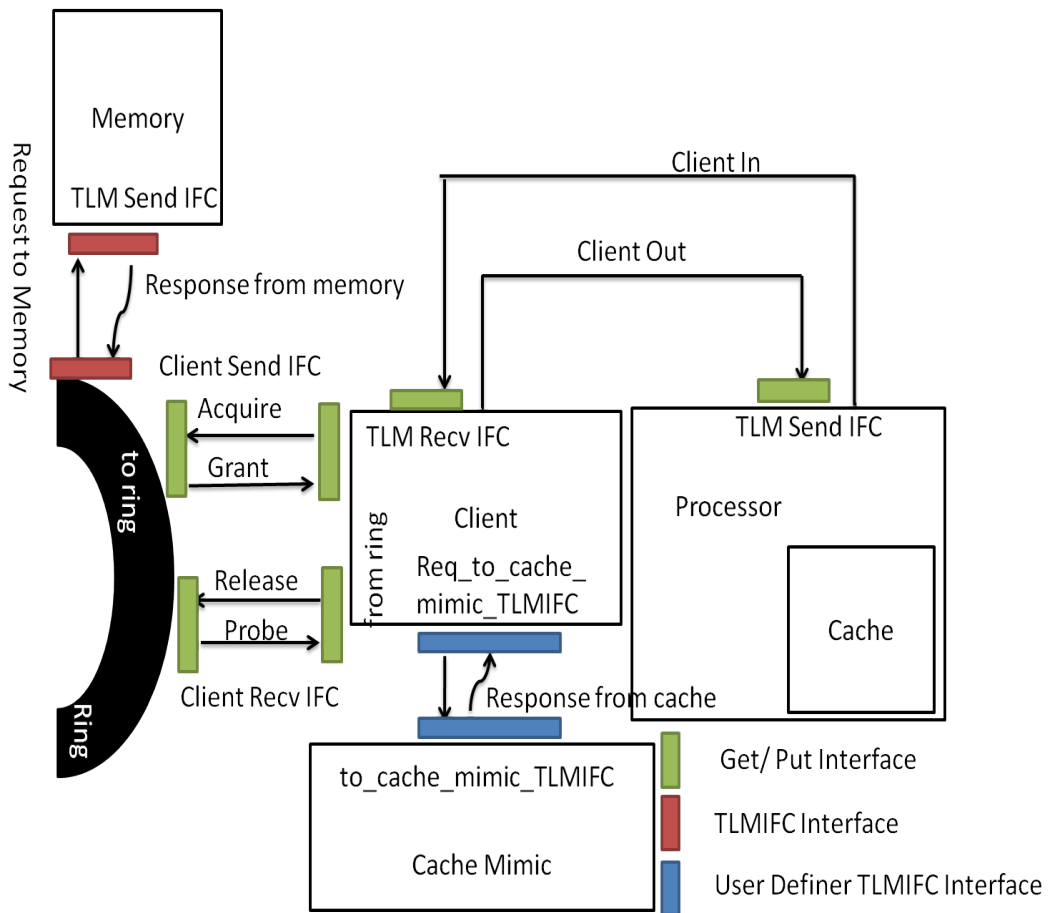 Memory
TLM Send IFC
Request to Memory
Response from memory
Client In
Client Out
Client Send IFC
Acquire
Grant
to ring
Release
Probe
Client Recv IFC
Ring
TLM Recv IFC
from ring
Client
Req_to_cache_
mimic_TLMIFC
TLM Send IFC
Processor
Cache
Response from cache
to_cache_mimic_TLMIFC
Cache Mimic
Get/ Put Interface
TLMIFC Interface
User Definer TLMIFC Interface